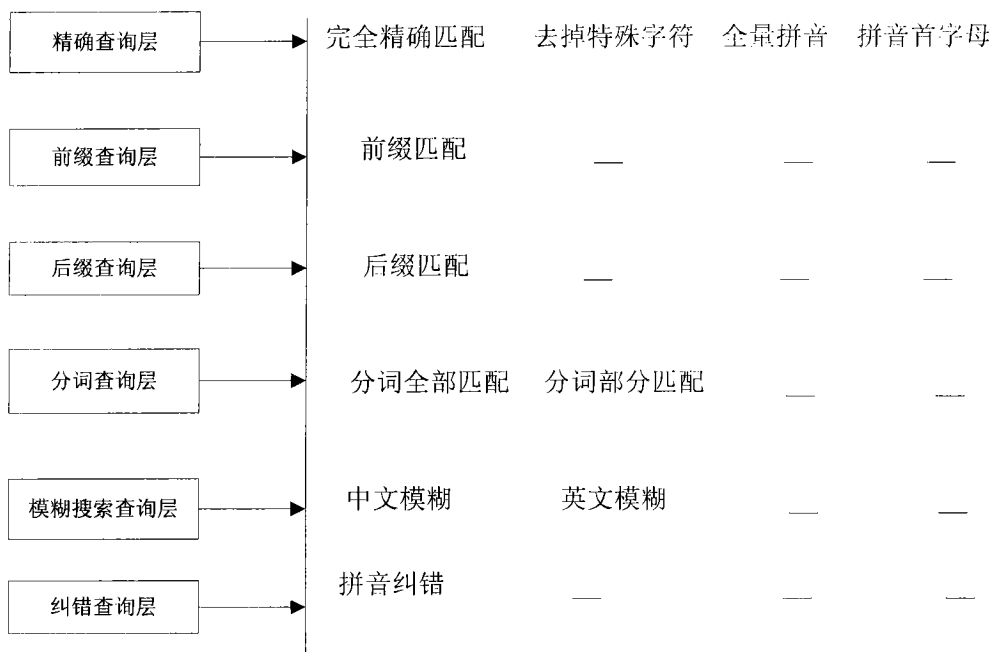 精确查询层 完全精确匹配 去掉特殊字符 全量拼音 拼音首字母
前缀查询层 前缀匹配 — — —
后缀查询层 后缀匹配 — — —
分词查询层 分词全部匹配 分词部分匹配 — —
模糊搜索查询层 中文模糊 英文模糊 — —
纠错查询层 拼音纠错 — — —